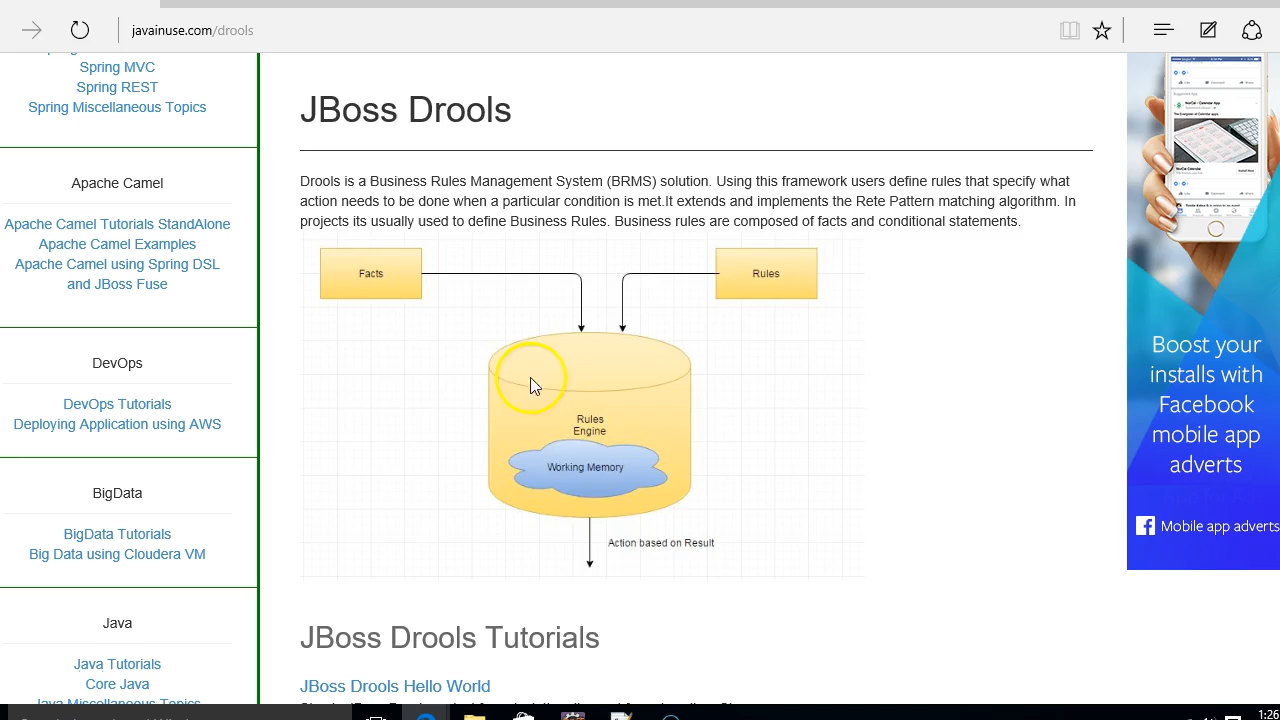 javainuse.com/drools
Spring MVC
Spring REST
Spring Miscellaneous Topics
Apache Camel
Apache Camel Tutorials StandAlone
Apache Camel Examples
Apache Camel using Spring DSL
and JBoss Fuse
DevOps
DevOps Tutorials
Deploying Application using AWS
BigData
BigData Tutorials
Big Data using Cloudera VM
Java
Java Tutorials
Core Java
Java Miscellaneous Topics
JBoss Drools
Drools is a Business Rules Management System (BRMS) solution. Using this framework users define rules that specify what
action needs to be done when a particular condition is met.It extends and implements the Rete Pattern matching algorithm. In
projects its usually used to define Business Rules. Business rules are composed of facts and conditional statements.
Facts
Rules
Rules
Engine
Working Memory
Action based on Result
JBoss Drools Tutorials
JBoss Drools Hello World
Boost your
installs with
Facebook
mobile app
adverts
Mobile app adverts
1:26